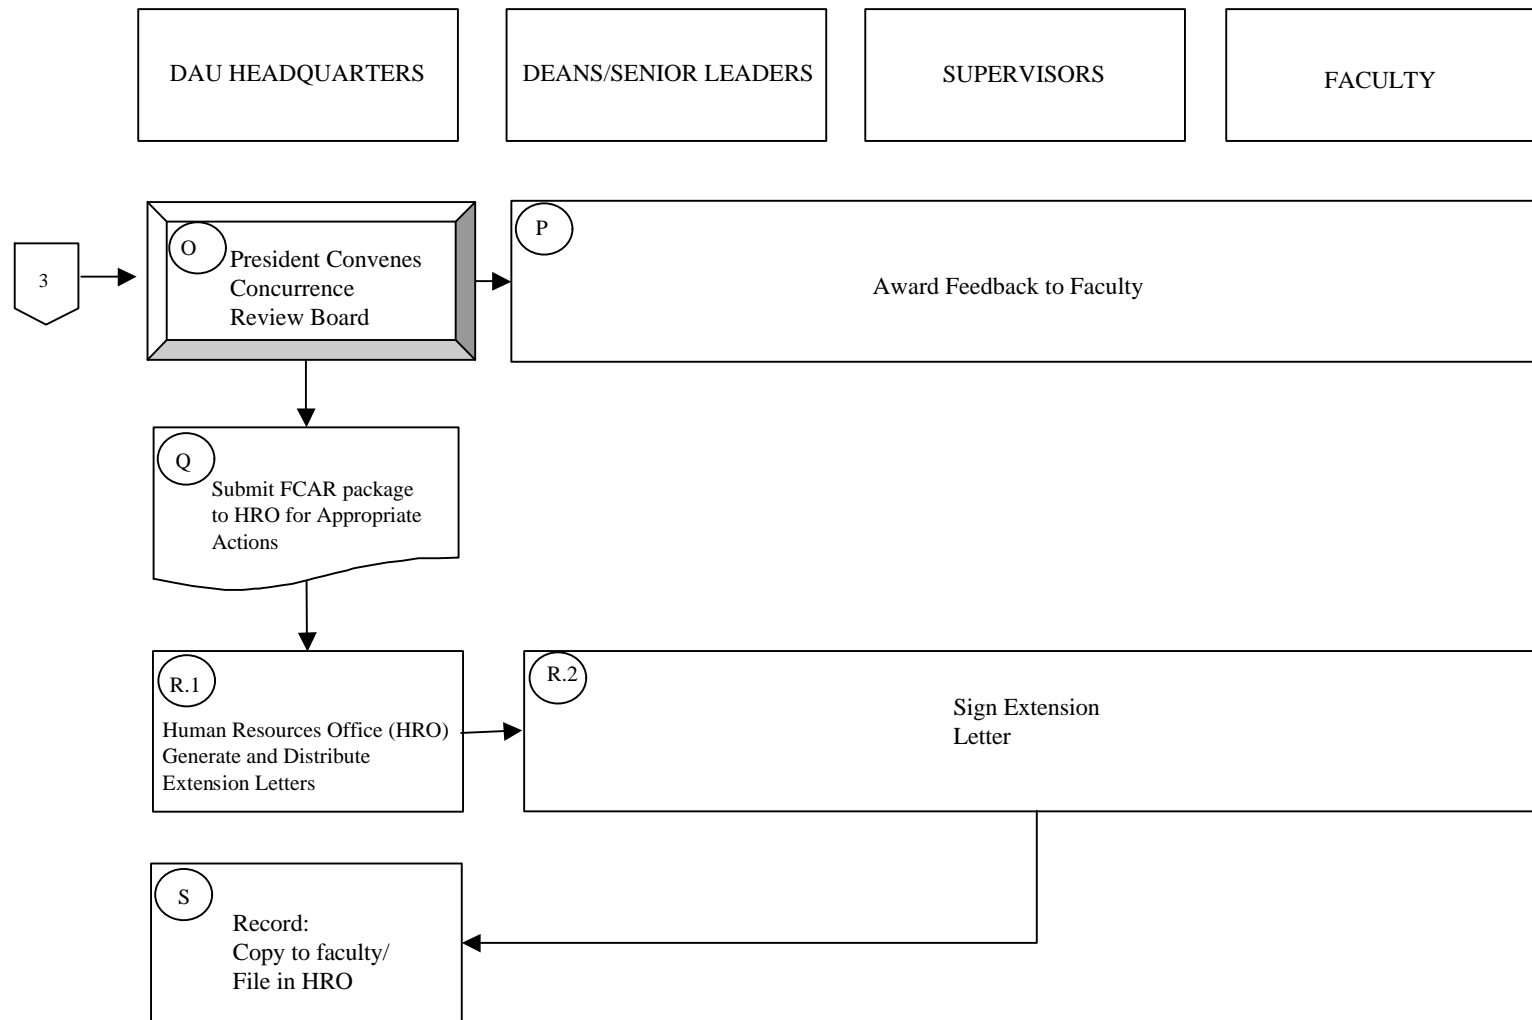 DAU HEADQUARTERS
DEANS/SENIOR LEADERS
SUPERVISORS
FACULTY
3
O
President Convenes
Concurrence
Review Board
P
Award Feedback to Faculty
Q
Submit FCAR package
to HRO for Appropriate
Actions
R.1
Human Resources Office (HRO)
Generate and Distribute
Extension Letters
R.2
Sign Extension
Letter
S
Record:
Copy to faculty/
File in HRO